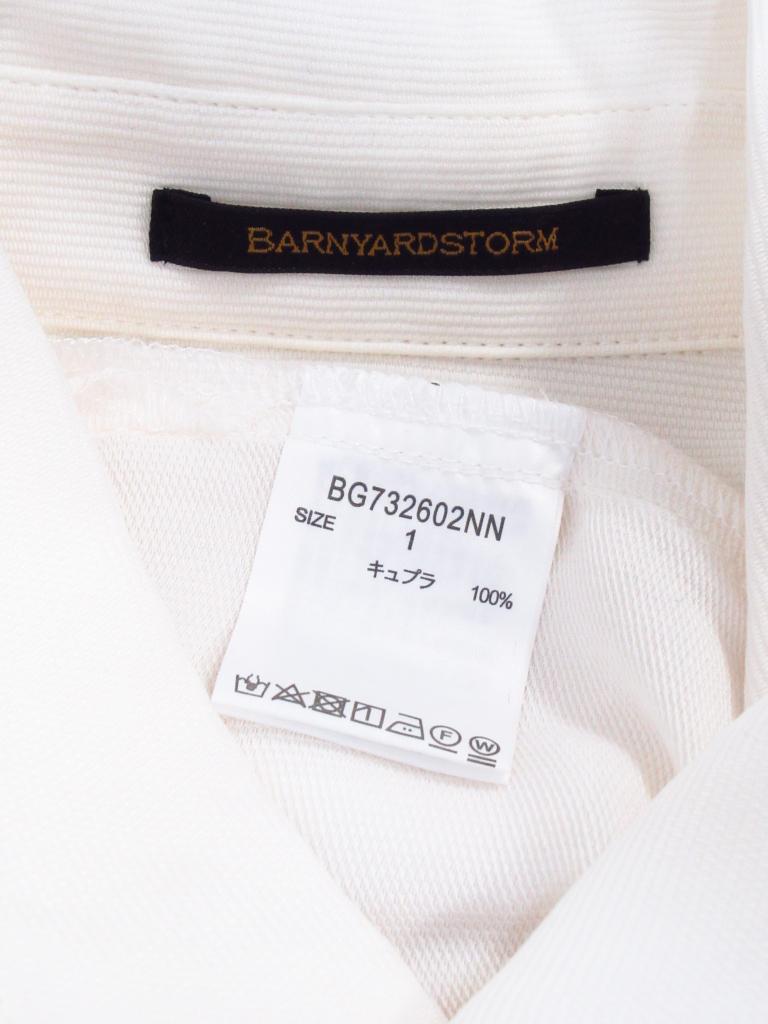 BARNYARDSTORM
BG732602NN
SIZE 1
キュプラ 100%
F W